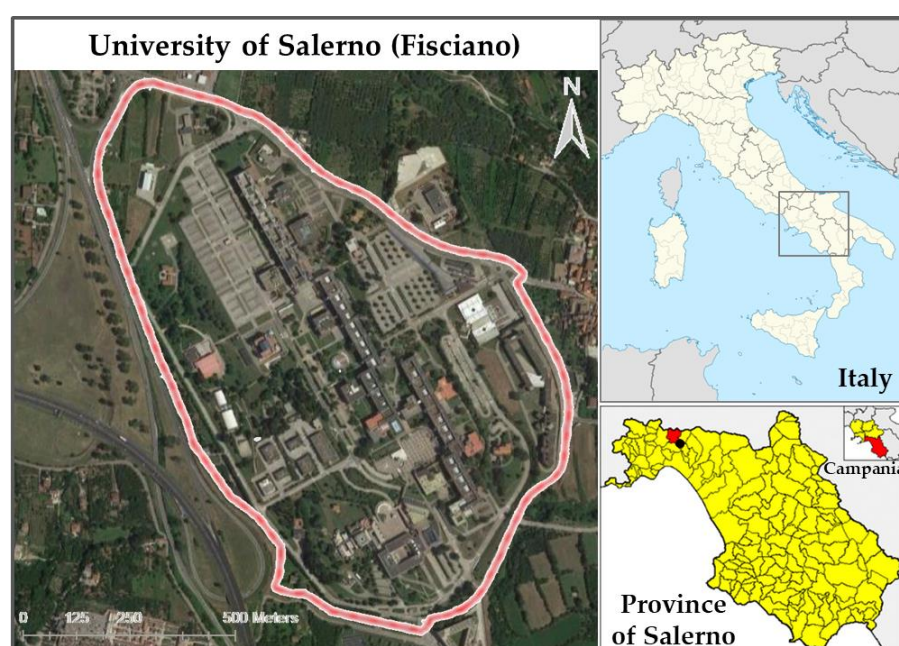 University of Salerno (Fisciano)
N
0 125 250 500 Meters
Italy
Campania
Province
of Salerno